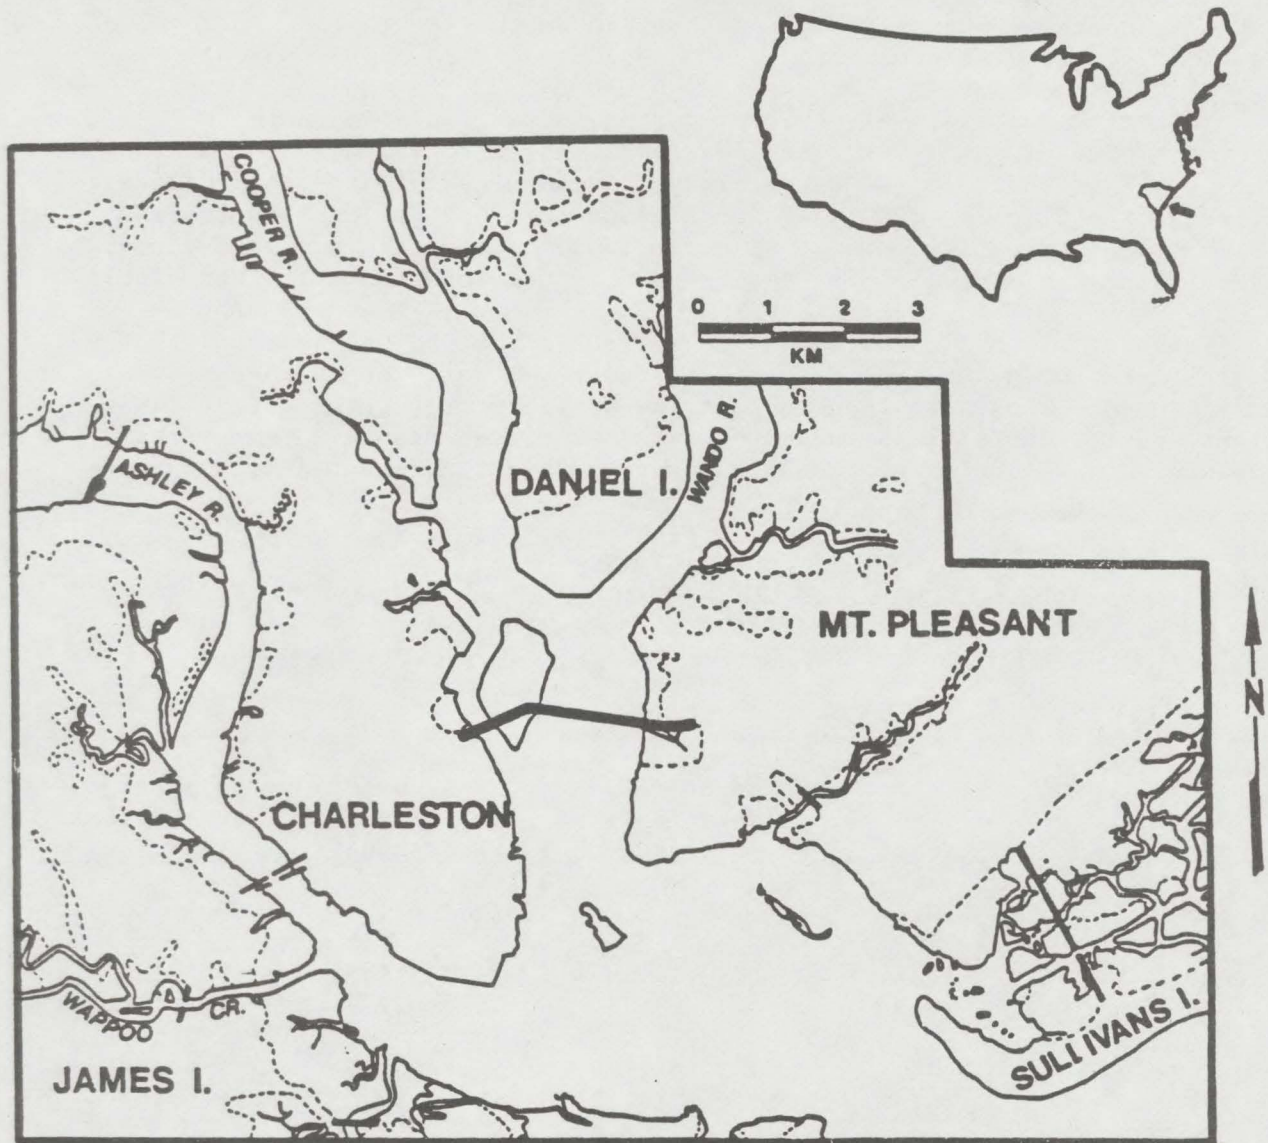 COOPER R.
0 1 2 3
KM
WANDO R.
ASHLEY R.
DANIEL I.
MT. PLEASANT
N
CHARLESTON
WAPPOO CR.
SULLIVANS I.
JAMES I.